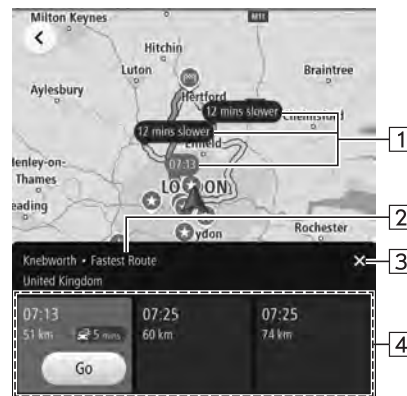 Milton Keynes
M11
Hitchin
Luton
Braintree
Aylesbury
Hertford
12 mins slower
Chelmsford
12 mins slower
Enfield
1
Henley-on-
Thames
07:13
LONDON
eading
2
ydon
Rochester
Knebworth • Fastest Route
3
United Kingdom
07:13
07:25
07:25
51 km
5 mins
60 km
74 km
4
Go